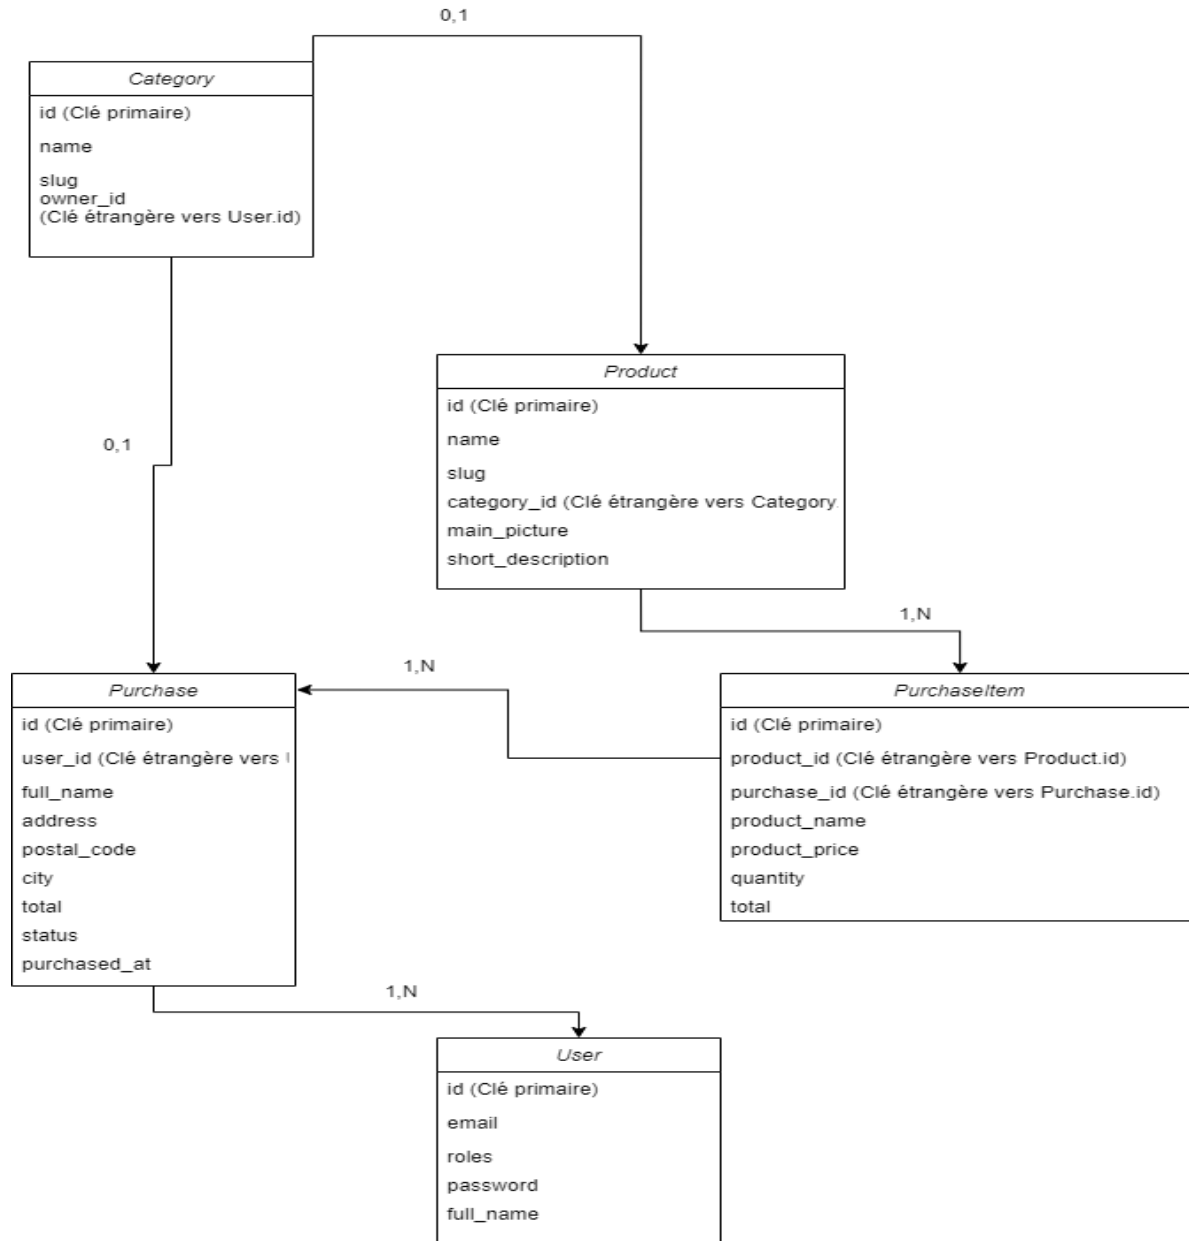 0,1
Category
id (Clé primaire)
name
slug
owner_id
(Clé étrangère vers User.id)
0,1
Product
id (Clé primaire)
name
slug
category_id (Clé étrangère vers Category
main_picture
short_description
1,N
1,N
Purchase
id (Clé primaire)
user_id (Clé étrangère vers
full_name
address
postal_code
city
total
status
purchased_at
PurchaseItem
id (Clé primaire)
product_id (Clé étrangère vers Product.id)
purchase_id (Clé étrangère vers Purchase.id)
product_name
product_price
quantity
total
1,N
User
id (Clé primaire)
email
roles
password
full_name